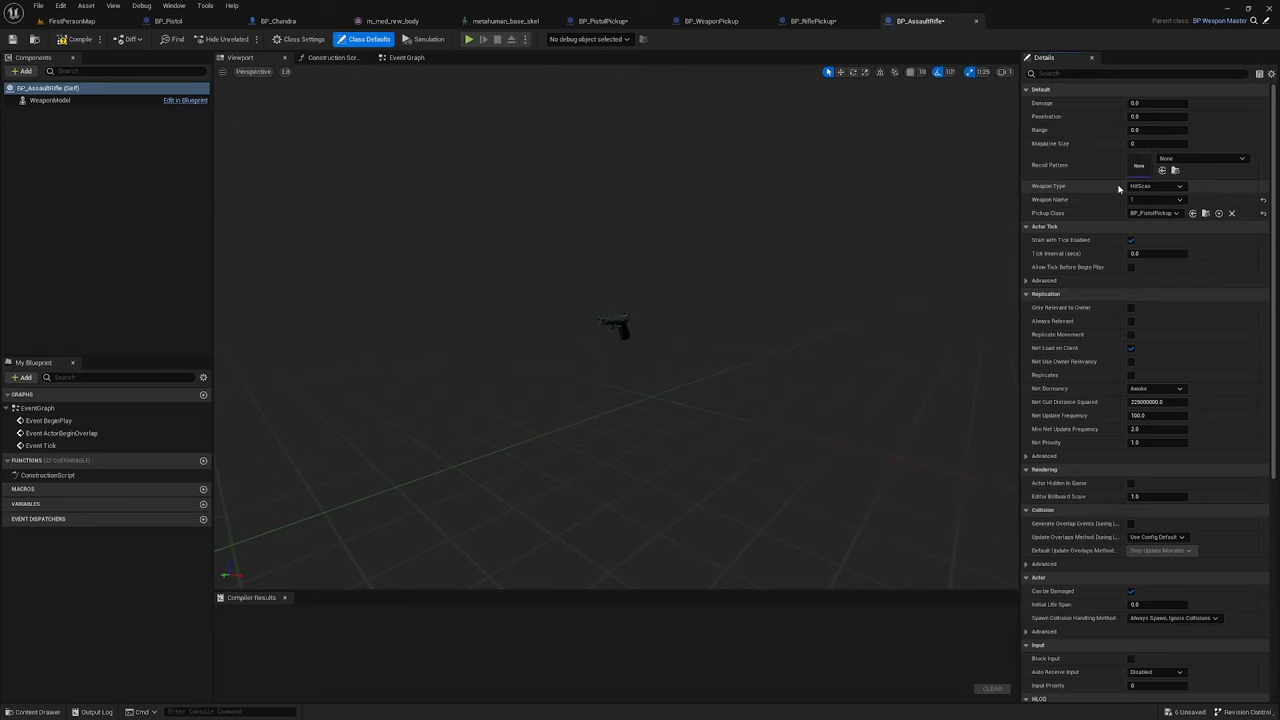 File Edit Asset View Debug Window Tools Help
Parent class: BP Weapon Master
FirstPersonMap BP_Pistol BP_Chandra m_med_nrw_body metahuman_base_skel BP_PistolPickup• BP_WeaponPickup BP_RiflePickup• BP_AssaultRifle•
Compile Diff Find Hide Unrelated Class Settings Class Defaults Simulation No debug object selected
Components Viewport Construction Scr... Event Graph Details
Add Search Perspective Lit 10 10° 0.25 1 Search
BP_AssaultRifle (Self)
WeaponModel Edit in Blueprint
Default
Damage 0.0
Penetration 0.0
Range 0.0
Magazine Size 0
Recoil Pattern None None
Weapon Type HitScan
Weapon Name 1
Pickup Class BP_PistolPickup
Actor Tick
Start with Tick Enabled
Tick Interval (secs) 0.0
Allow Tick Before Begin Play
Advanced
Replication
Only Relevant to Owner
Always Relevant
Replicate Movement
Net Load on Client
Net Use Owner Relevancy
Replicates
Net Dormancy Awake
Net Cull Distance Squared 225000000.0
Net Update Frequency 100.0
Min Net Update Frequency 2.0
Net Priority 1.0
Advanced
Rendering
Actor Hidden In Game
Editor Billboard Scale 1.0
Collision
Generate Overlap Events During L...
Update Overlaps Method During L... Use Config Default
Default Update Overlaps Method... Only Update Movable
Advanced
Actor
Can be Damaged
Initial Life Span 0.0
Spawn Collision Handling Method Always Spawn, Ignore Collisions
Advanced
Input
Block Input
Auto Receive Input Disabled
Input Priority 0
HLOD
My Blueprint
Add Search
GRAPHS
EventGraph
Event BeginPlay
Event ActorBeginOverlap
Event Tick
FUNCTIONS (22 OVERRIDABLE)
ConstructionScript
MACROS
VARIABLES
EVENT DISPATCHERS
Compiler Results
CLEAR
Content Drawer Output Log Cmd Enter Console Command 6 Unsaved Revision Control